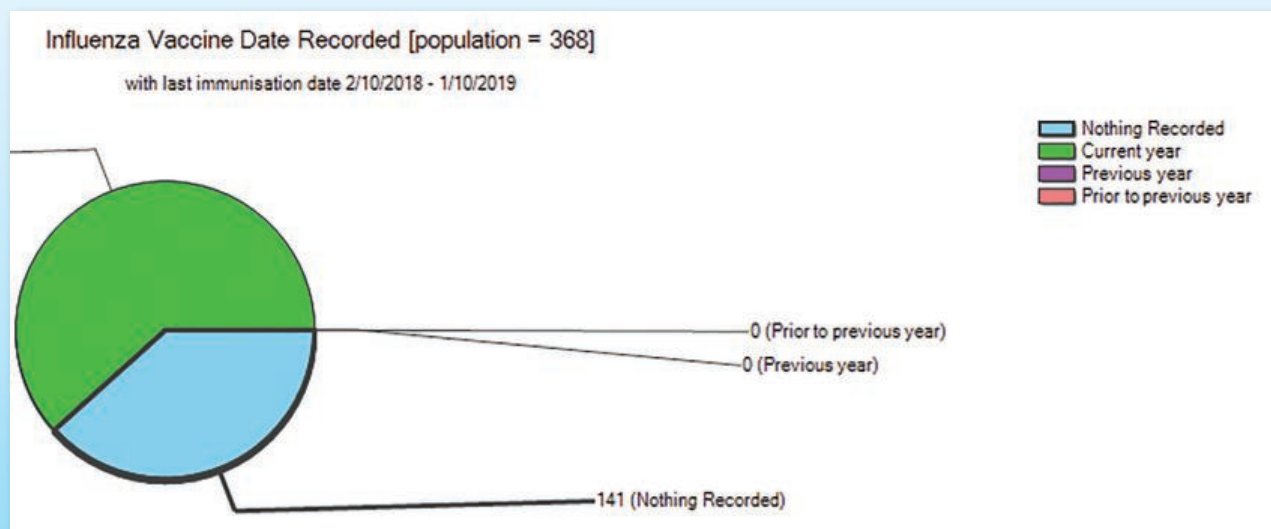 Influenza Vaccine Date Recorded [population = 368]
with last immunisation date 2/10/2018 - 1/10/2019
Nothing Recorded
Current year
Previous year
Prior to previous year
0 (Prior to previous year)
0 (Previous year)
141 (Nothing Recorded)